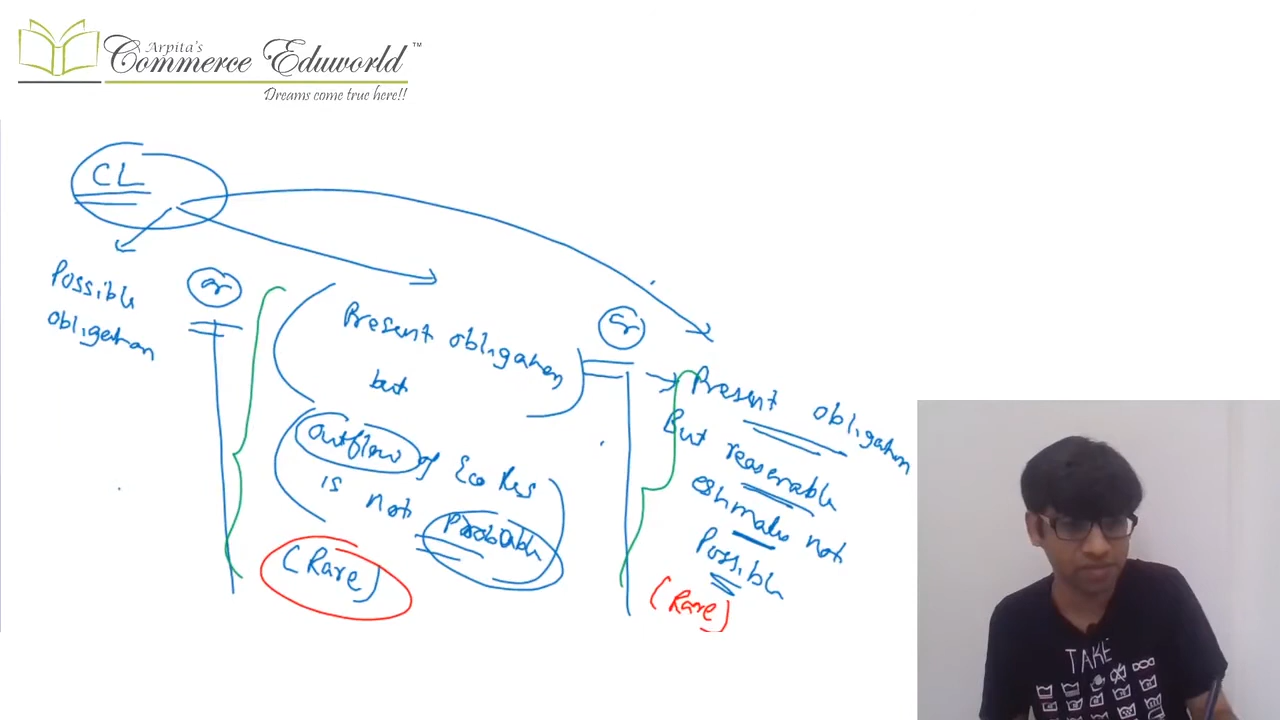 Arpita's
Commerce Eduworld™
Dreams come true here!!
CL
Possible
obligation
or
Present obligation
but
outflow of Eco Res
is not Probable
(Rare)
or
Present obligation
But reasonable
estimate not
Possible
(Rare)
TAKE